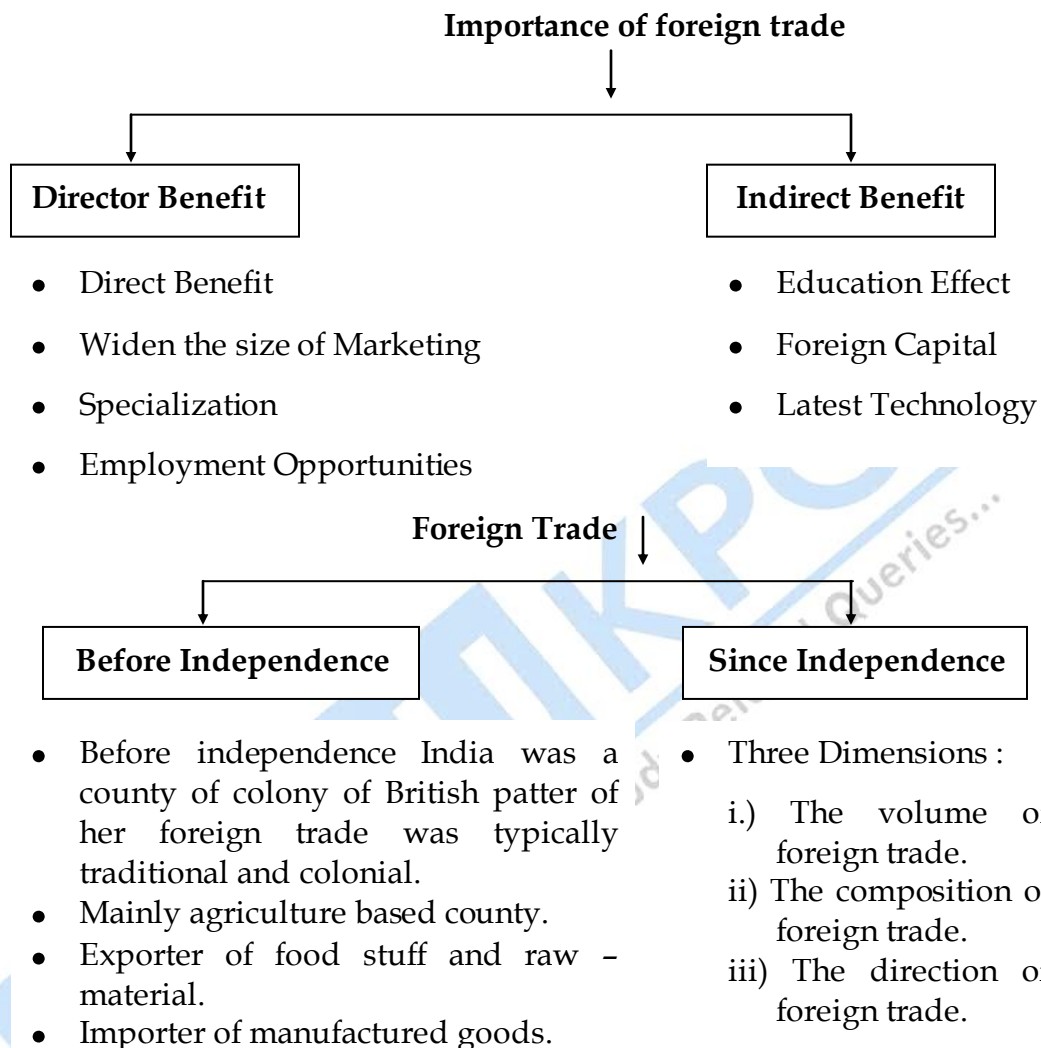 Importance of foreign trade
Director Benefit
● Direct Benefit
● Widen the size of Marketing
● Specialization
● Employment Opportunities
Indirect Benefit
● Education Effect
● Foreign Capital
● Latest Technology
Foreign Trade
Before Independence
● Before independence India was a
county of colony of British patter of
her foreign trade was typically
traditional and colonial.
● Mainly agriculture based county.
● Exporter of food stuff and raw –
material.
● Importer of manufactured goods.
Since Independence
● Three Dimensions :
i.) The volume
foreign trade.
ii) The composition
foreign trade.
iii) The direction
foreign trade.
KP
Queries...